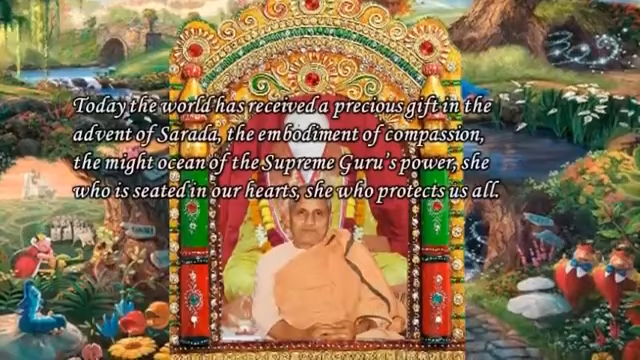 Today the world has received a precious gift in the
advent of Sarada, the embodiment of compassion,
the might ocean of the Supreme Guru's power, she
who is seated in our hearts, she who protects us all.